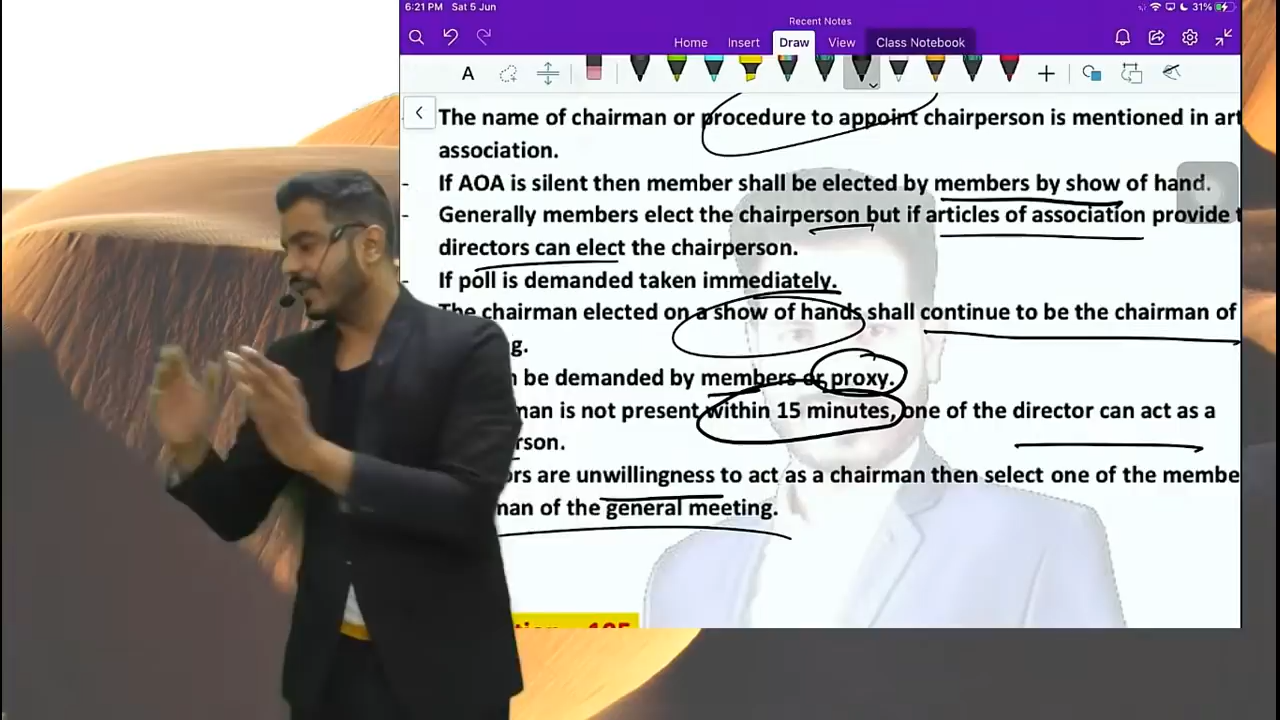 6:21 PM Sat 5 Jun
31%
Recent Notes
Home Insert Draw View Class Notebook
A
The name of chairman or procedure to appoint chairperson is mentioned in art
association.
- If AOA is silent then member shall be elected by members by show of hand.
- Generally members elect the chairperson but if articles of association provide t
directors can elect the chairperson.
- If poll is demanded taken immediately.
The chairman elected on a show of hands shall continue to be the chairman of
g.
n be demanded by members or proxy.
man is not present within 15 minutes, one of the director can act as a
rson.
ors are unwillingness to act as a chairman then select one of the membe
man of the general meeting.